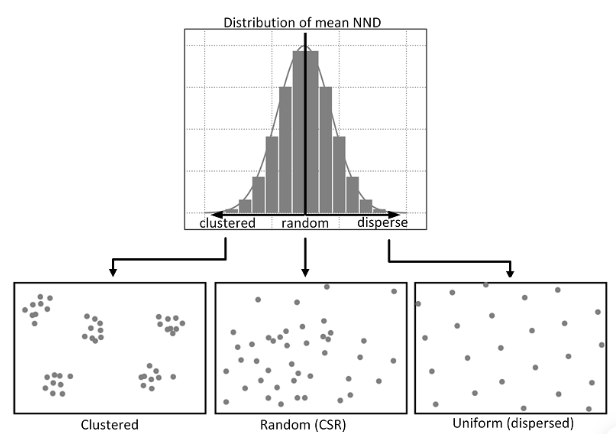 Distribution of mean NND
clustered random disperse
Clustered Random (CSR) Uniform (dispersed)